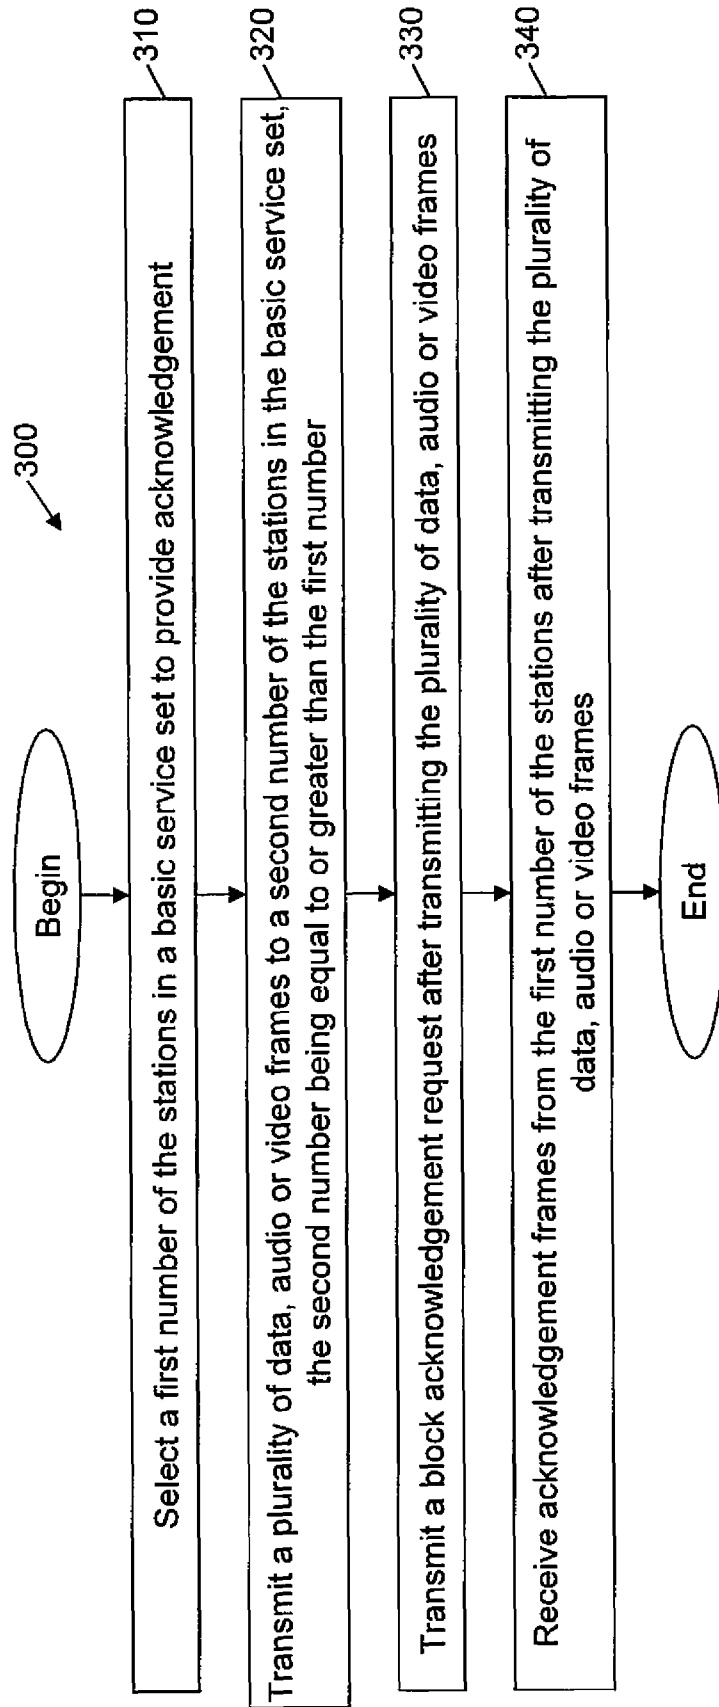 300
Begin
310
Select a first number of the stations in a basic service set to provide acknowledgement
320
Transmit a plurality of data, audio or video frames to a second number of the stations in the basic service set,
the second number being equal to or greater than the first number
330
Transmit a block acknowledgement request after transmitting the plurality of data, audio or video frames
340
Receive acknowledgement frames from the first number of the stations after transmitting the plurality of
data, audio or video frames
End